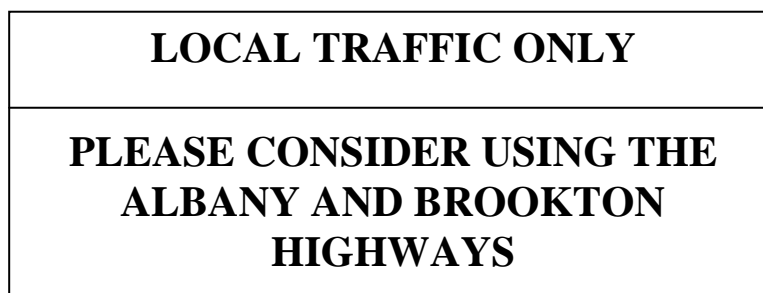 LOCAL TRAFFIC ONLY
PLEASE CONSIDER USING THE
ALBANY AND BROOKTON
HIGHWAYS